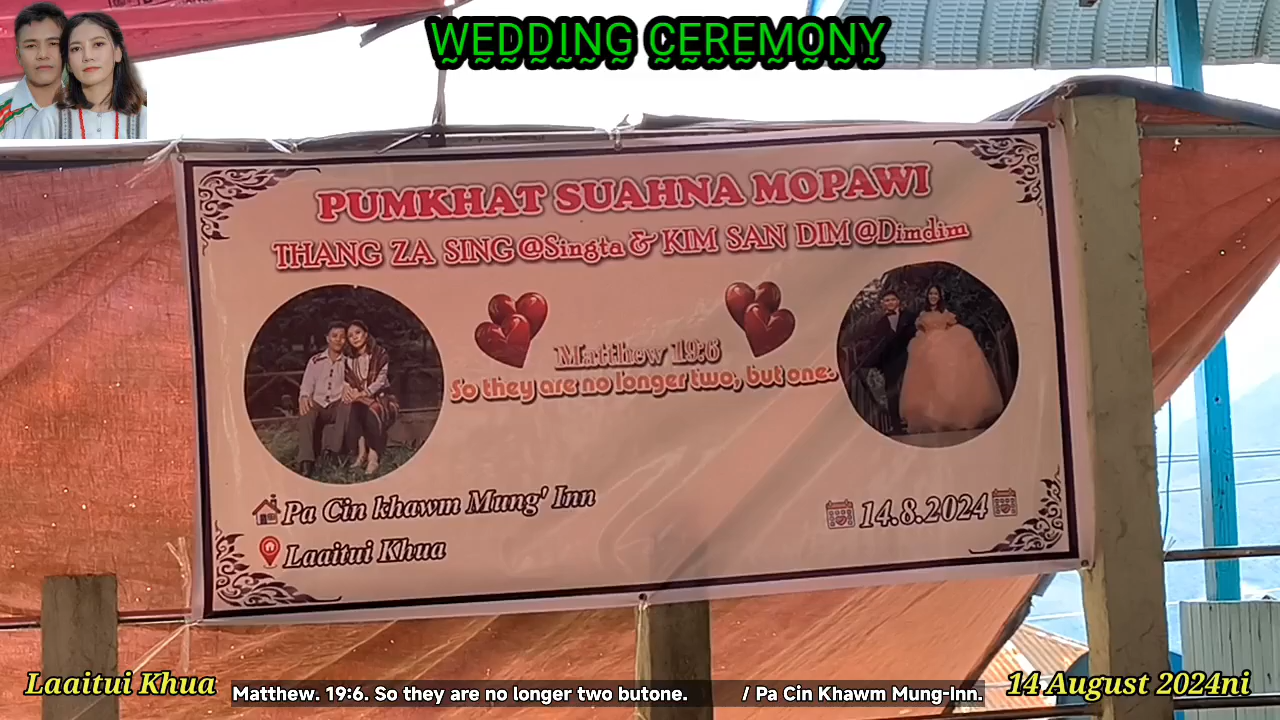 WEDDING CEREMONY
PUMKHAT SUAHNA MOPAWI
THANG ZA SING @Singta & KIM SAN DIM @Dimdim
Matthew 19:6
So they are no longer two, but one.
Pa Cin khawm Mung' Inn
14.8.2024
Laaitui Khua
Laaitui Khua
Matthew. 19:6. So they are no longer two butone. / Pa Cin Khawm Mung-Inn.
14 August 2024ni